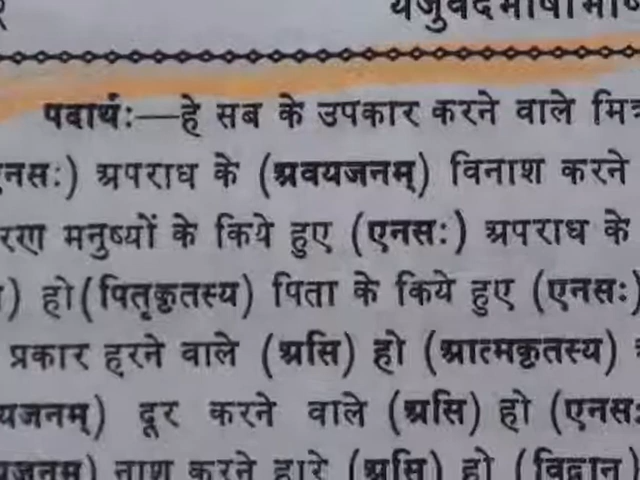 यजुर्वेदभाषाभाष्
पदार्थः—हे सब के उपकार करने वाले मित्र
नसः) अपराध के (अवयजनम्) विनाश करने
रण मनुष्यों के किये हुए (एनसः) अपराध के
) हो (पितृकृतस्य) पिता के किये हुए (एनसः)
प्रकार हरने वाले (असि) हो (आत्मकृतस्य)
यजनम्) दूर करने वाले (असि) हो (एनसः
यजनम्) नाश करने हारे (असि) हो (विद्वान्)